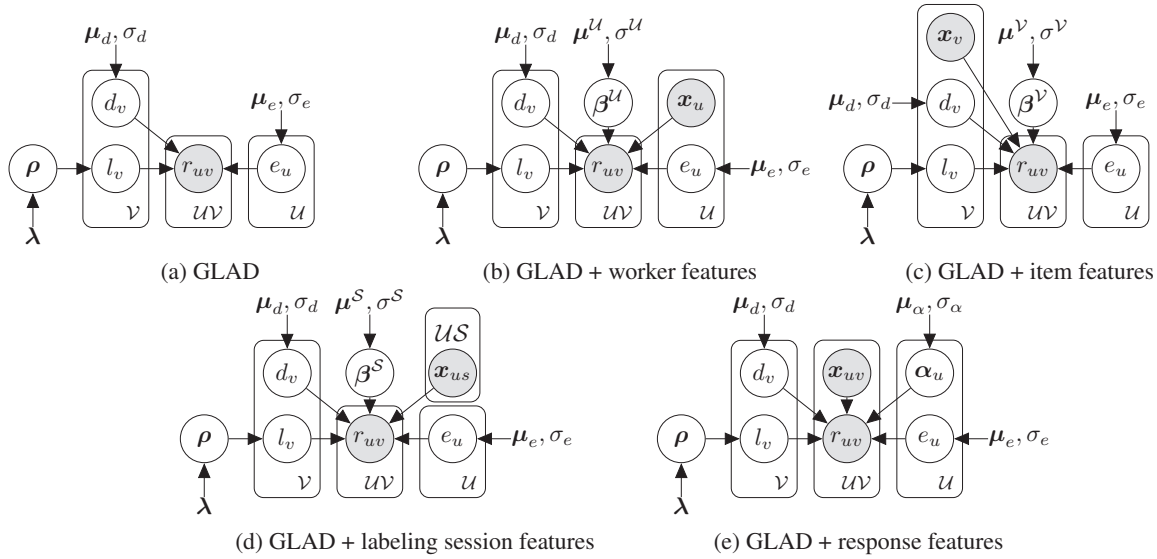 μ_d, σ_d
d_v
μ_e, σ_e
ρ
l_v
r_uv
e_u
λ
𝒱
𝒰𝒱
𝒰
(a) GLAD
μ_d, σ_d
μ^𝒰, σ^𝒰
d_v
β^𝒰
x_u
ρ
l_v
r_uv
e_u
μ_e, σ_e
λ
𝒱
𝒰𝒱
𝒰
(b) GLAD + worker features
x_v
μ^𝒱, σ^𝒱
μ_d, σ_d
d_v
β^𝒱
μ_e, σ_e
ρ
l_v
r_uv
e_u
λ
𝒱
𝒰𝒱
𝒰
(c) GLAD + item features
μ_d, σ_d
μ^𝒮, σ^𝒮
𝒰𝒮
d_v
β^𝒮
x_us
ρ
l_v
r_uv
e_u
μ_e, σ_e
λ
𝒱
𝒰𝒱
𝒰
(d) GLAD + labeling session features
μ_d, σ_d
μ_α, σ_α
d_v
x_uv
α_u
ρ
l_v
r_uv
e_u
μ_e, σ_e
λ
𝒱
𝒰𝒱
𝒰
(e) GLAD + response features